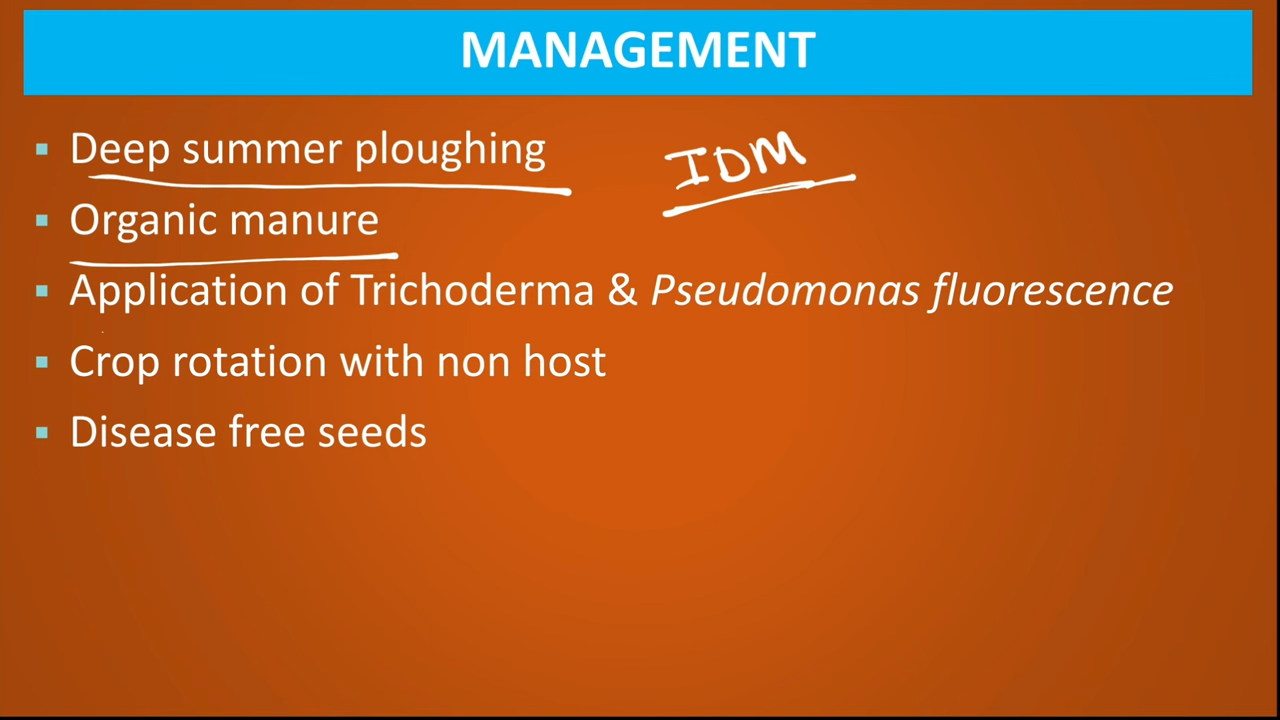 MANAGEMENT
▪ Deep summer ploughing
IDM
▪ Organic manure
▪ Application of Trichoderma & Pseudomonas fluorescence
▪ Crop rotation with non host
▪ Disease free seeds